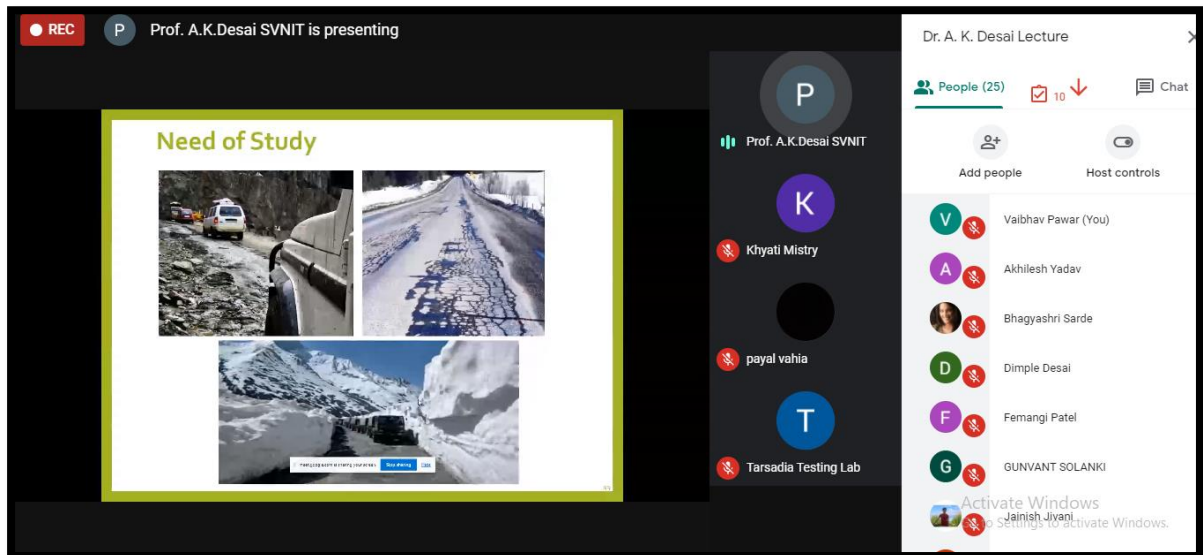 REC
P
Prof. A.K.Desai SVNIT is presenting
Need of Study
Stop sharing
Hide
P
Prof. A.K.Desai SVNIT
K
Khyati Mistry
payal vahia
T
Tarsadia Testing Lab
Dr. A. K. Desai Lecture
People (25)
10
Chat
Add people
Host controls
V
Vaibhav Pawar (You)
A
Akhilesh Yadav
Bhagyashri Sarde
D
Dimple Desai
F
Femangi Patel
G
GUNVANT SOLANKI
Activate Windows
Jainish Jivani
to Settings to activate Windows.